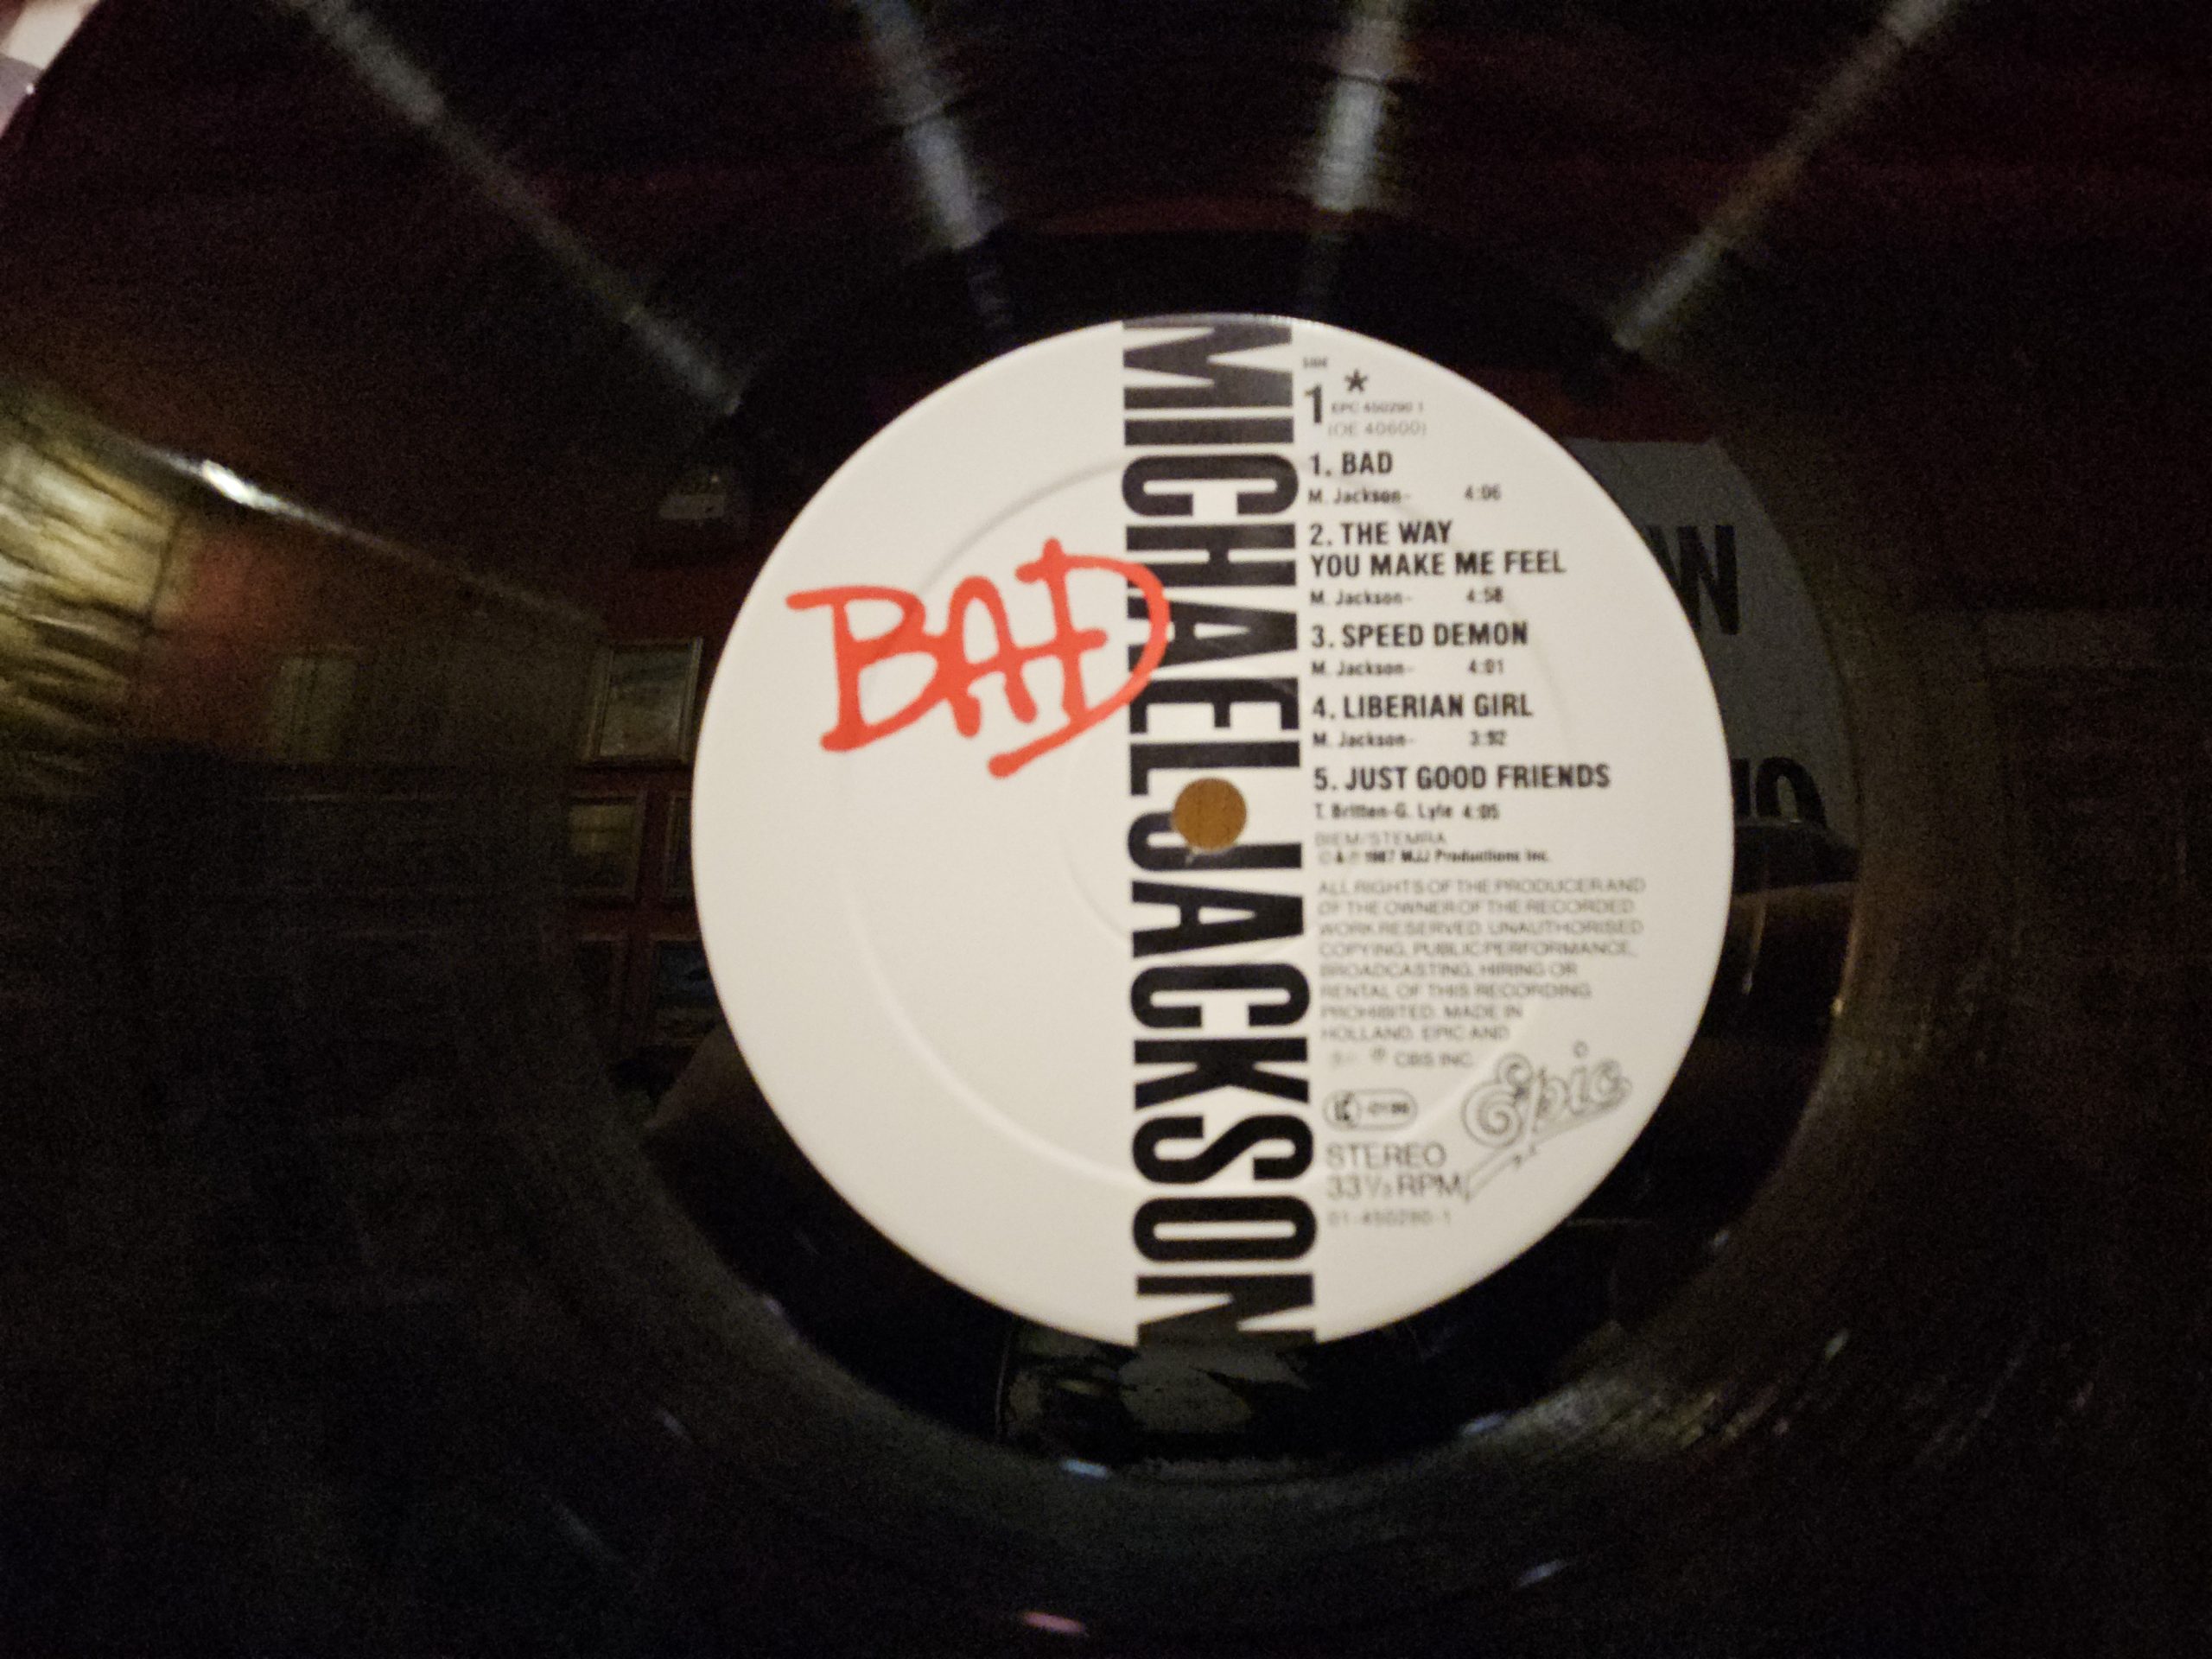 BAD
MICHAEL JACKSON
SIDE
1 *
EPC 450290 1
(OE 40600)
1. BAD
M. Jackson- 4:06
2. THE WAY
YOU MAKE ME FEEL
M. Jackson- 4:58
3. SPEED DEMON
M. Jackson- 4:01
4. LIBERIAN GIRL
M. Jackson- 3:52
5. JUST GOOD FRIENDS
T. Britten-G. Lyle 4:05
BIEM/STEMRA
© & ℗ 1987 MJJ Productions Inc.
ALL RIGHTS OF THE PRODUCER AND
OF THE OWNER OF THE RECORDED
WORK RESERVED. UNAUTHORISED
COPYING, PUBLIC PERFORMANCE,
BROADCASTING, HIRING OR
RENTAL OF THIS RECORDING
PROHIBITED. MADE IN
HOLLAND. EPIC AND
CBS INC.
Epic
STEREO
33⅓ RPM
01-450290-1